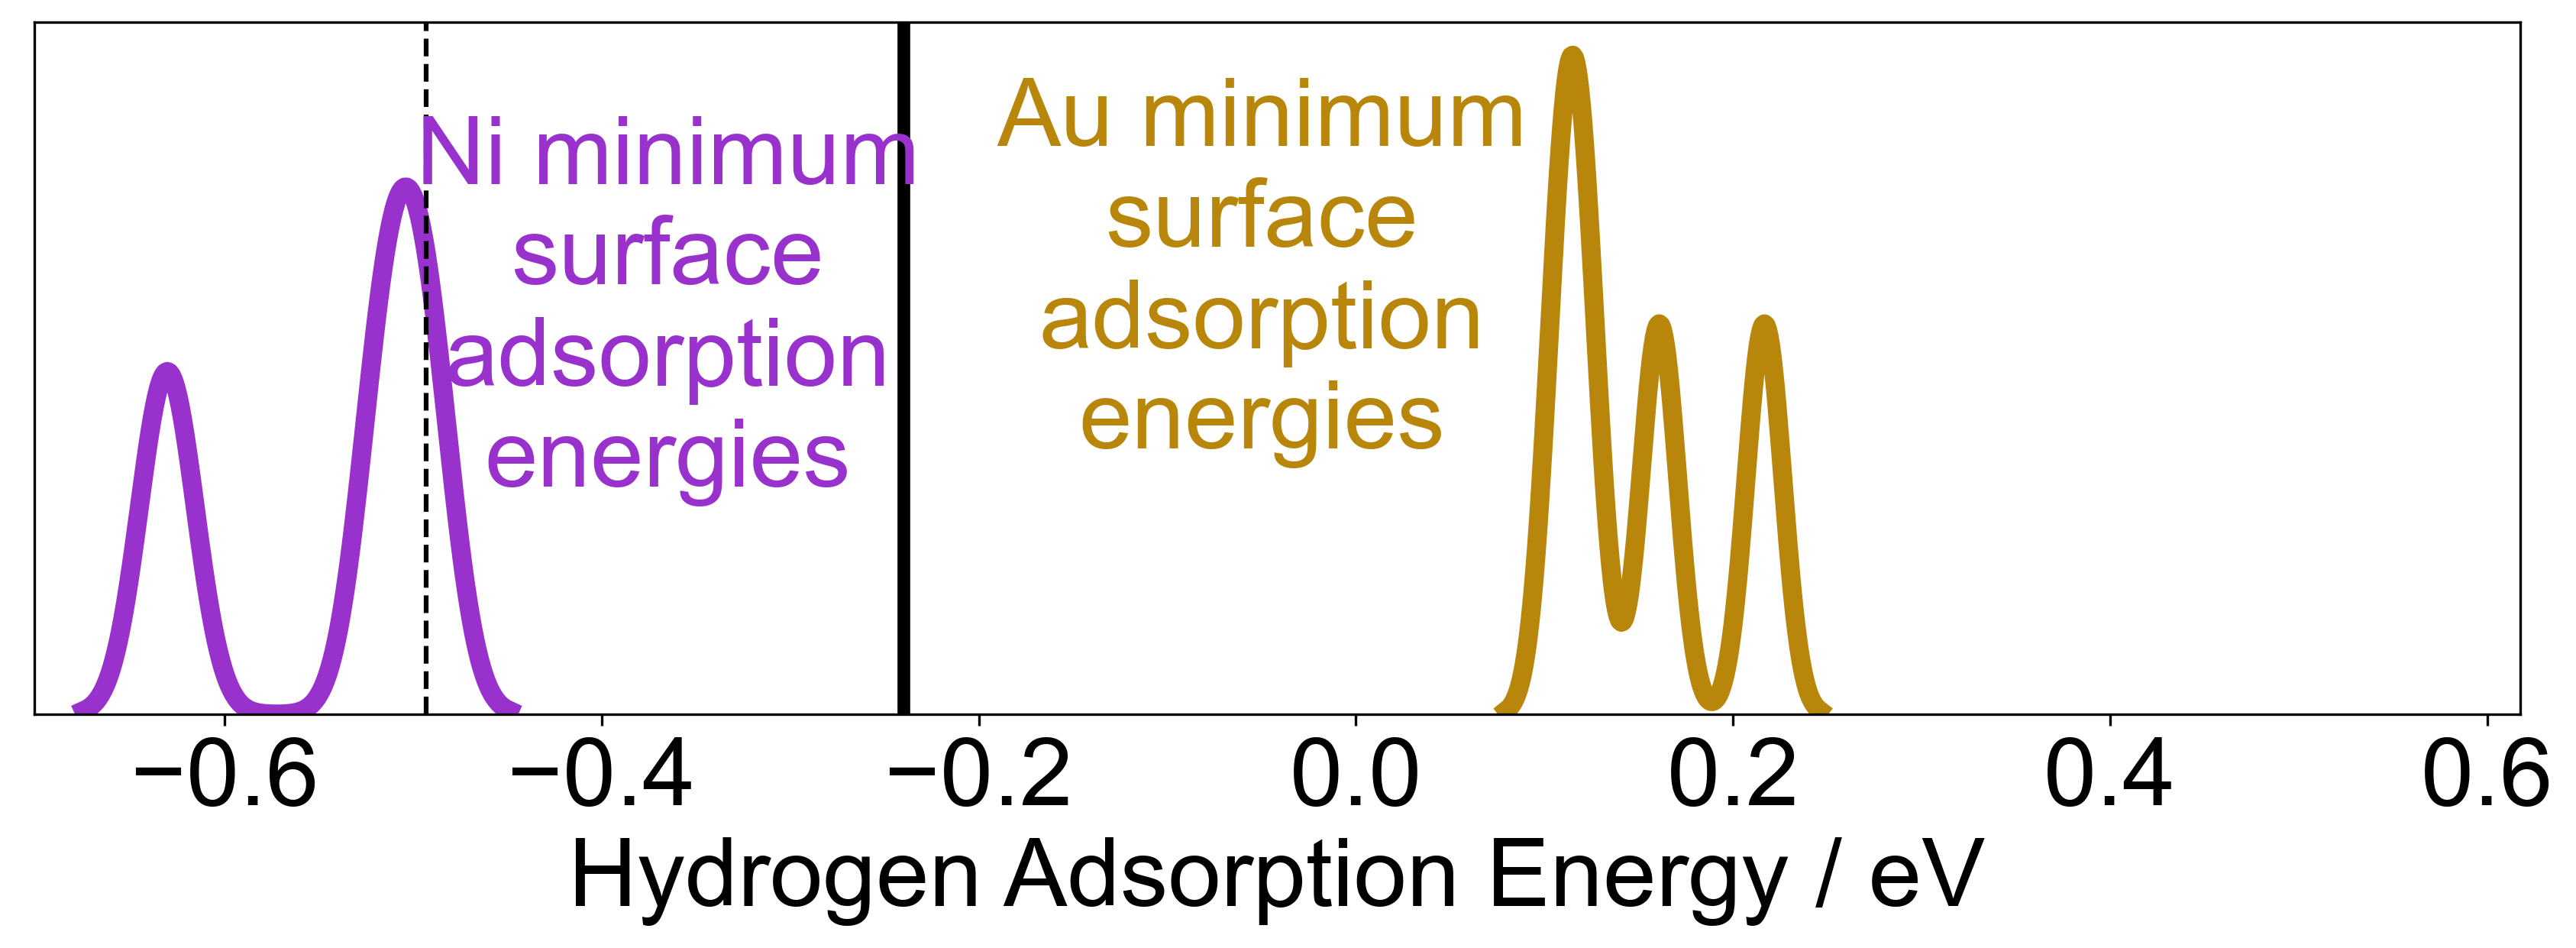 Ni minimum
surface
adsorption
energies
Au minimum
surface
adsorption
energies
−0.6 −0.4 −0.2 0.0 0.2 0.4 0.6
Hydrogen Adsorption Energy / eV